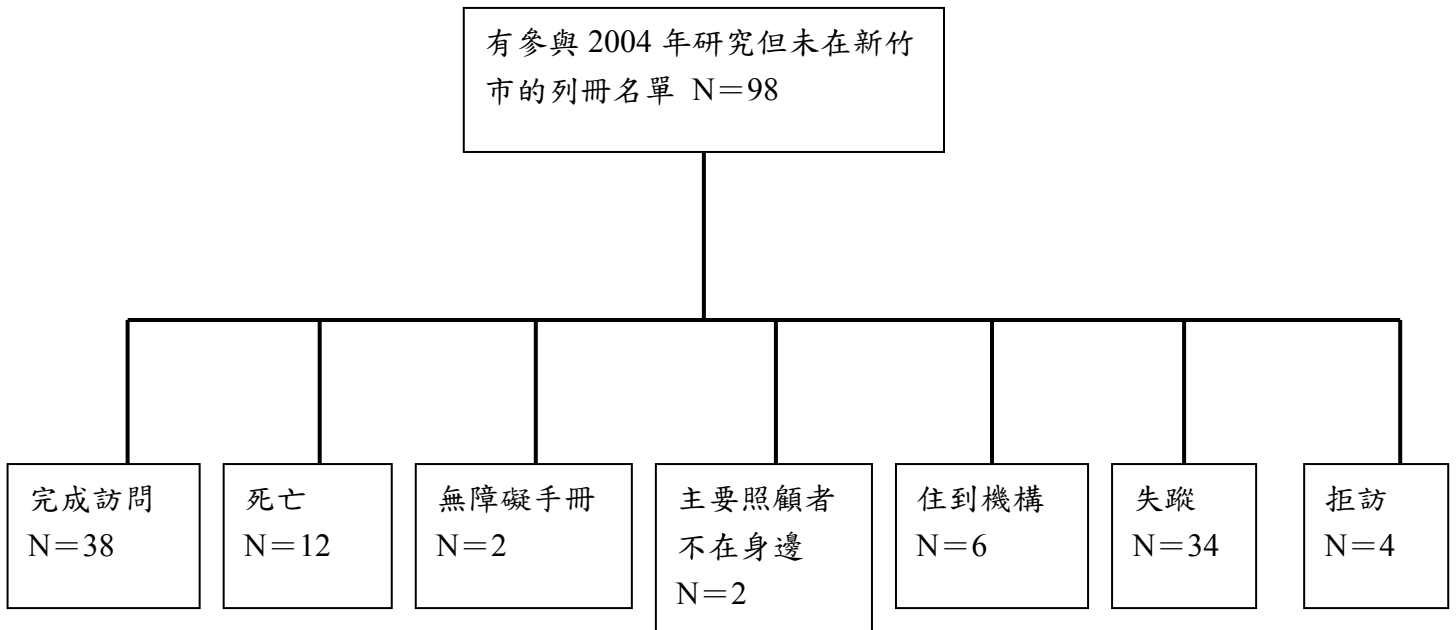 有參與 2004 年研究但未在新竹
市的列冊名單 N＝98
完成訪問
N＝38
死亡
N＝12
無障礙手冊
N＝2
主要照顧者
不在身邊
N＝2
住到機構
N＝6
失蹤
N＝34
拒訪
N＝4